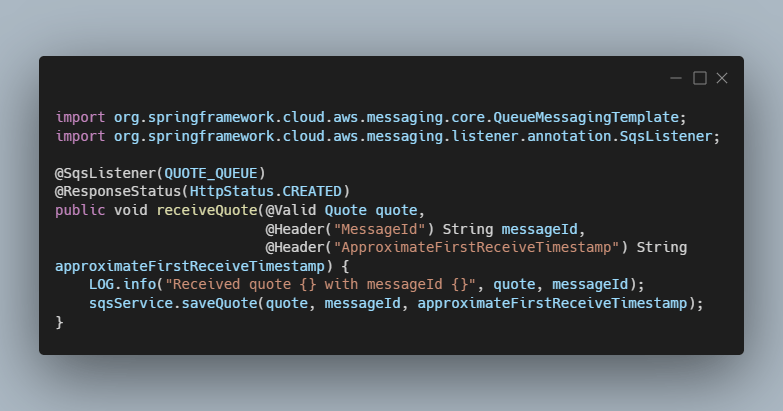 import org.springframework.cloud.aws.messaging.core.QueueMessagingTemplate;
import org.springframework.cloud.aws.messaging.listener.annotation.SqsListener;
@SqsListener(QUOTE_QUEUE)
@ResponseStatus(HttpStatus.CREATED)
public void receiveQuote(@Valid Quote quote,
@Header("MessageId") String messageId,
@Header("ApproximateFirstReceiveTimestamp") String
approximateFirstReceiveTimestamp) {
LOG.info("Received quote {} with messageId {}", quote, messageId);
sqsService.saveQuote(quote, messageId, approximateFirstReceiveTimestamp);
}